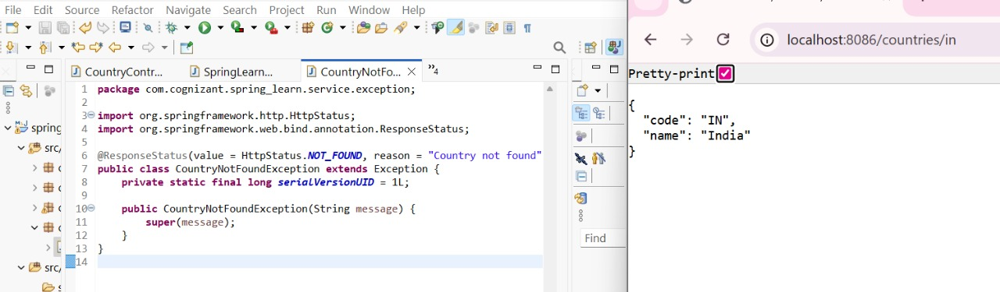 File Edit Source Refactor Navigate Search Project Run Window Help
CountryContr... SpringLearn... CountryNotFo... »4
1 package com.cognizant.spring_learn.service.exception;
2
3 import org.springframework.http.HttpStatus;
4 import org.springframework.web.bind.annotation.ResponseStatus;
5
6 @ResponseStatus(value = HttpStatus.NOT_FOUND, reason = "Country not found"
7 public class CountryNotFoundException extends Exception {
8 private static final long serialVersionUID = 1L;
9
10 public CountryNotFoundException(String message) {
11 super(message);
12 }
13 }
14
spring
src/
src/
Find
localhost:8086/countries/in
Pretty-print
{
"code": "IN",
"name": "India"
}